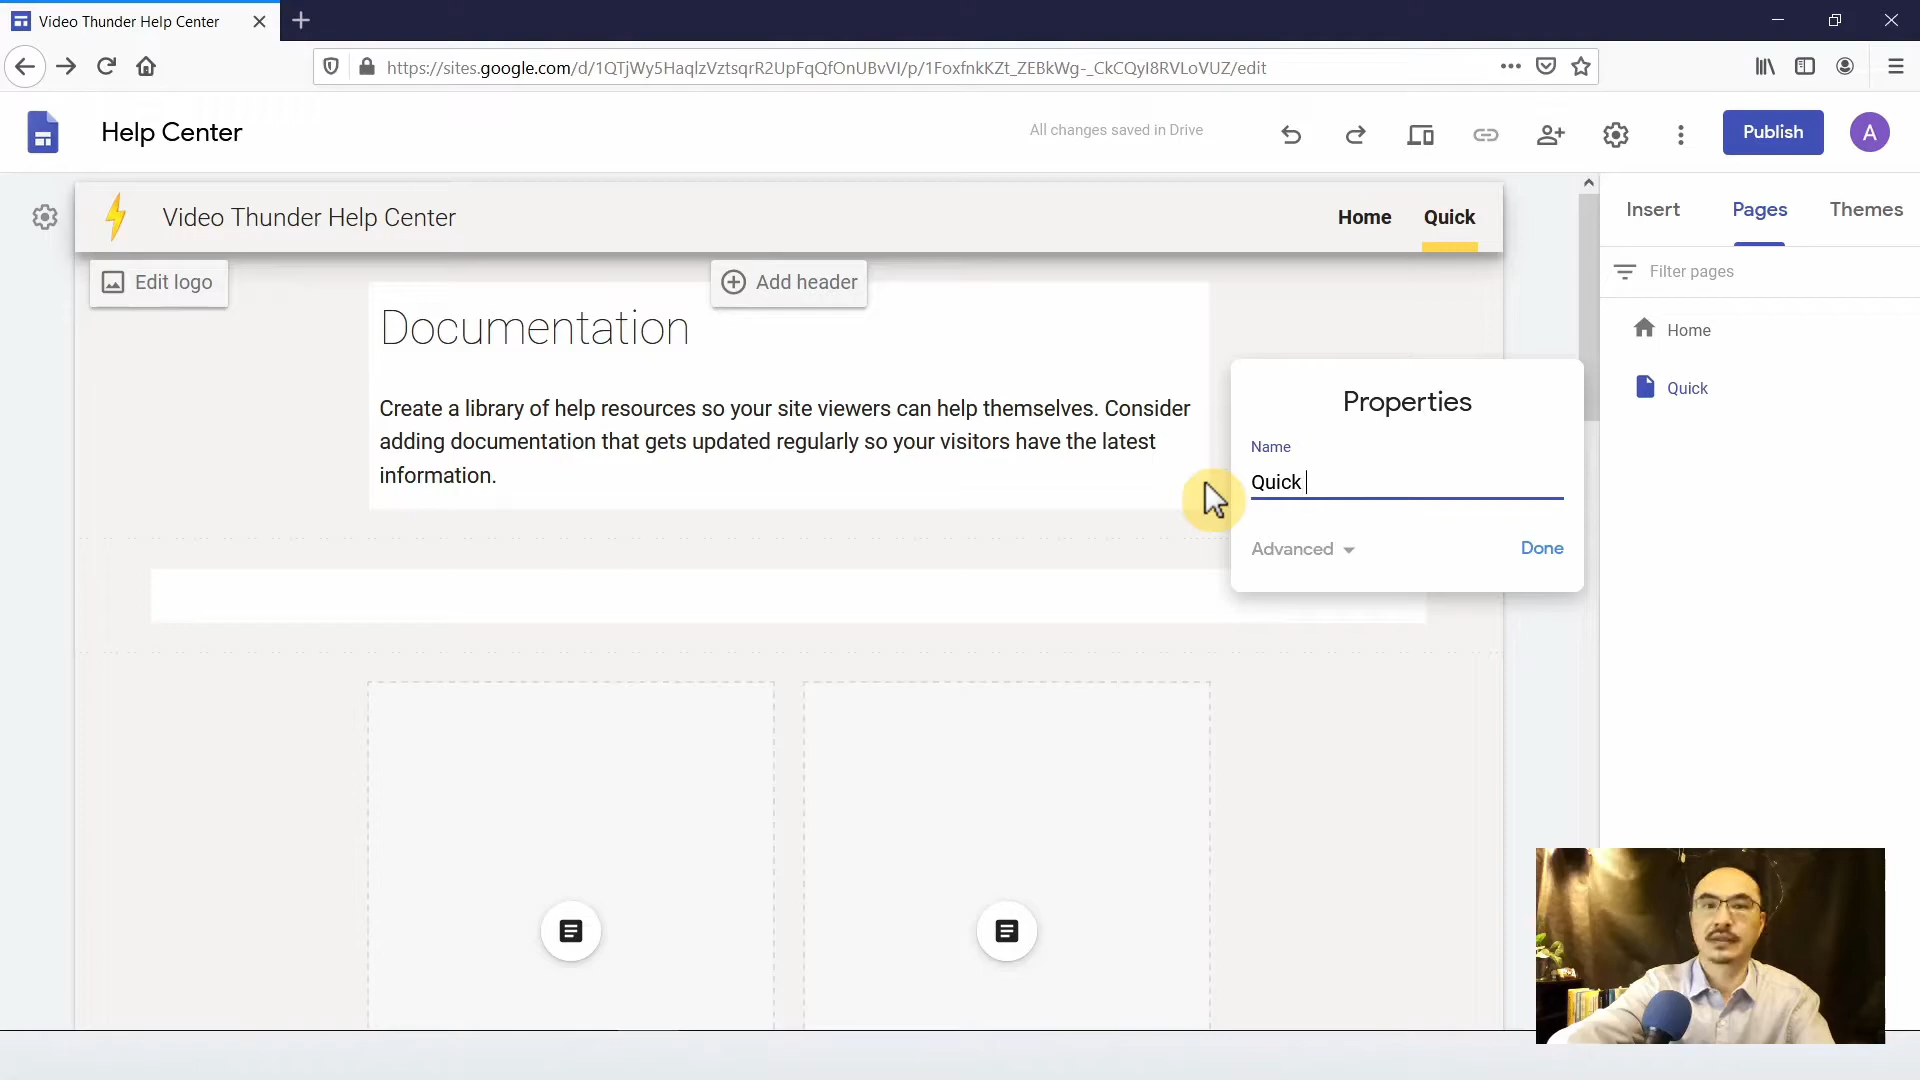 Video Thunder Help Center
https://sites.google.com/d/1QTjWy5HaqlzVztsqrR2UpFqQfOnUBvVI/p/1FoxfnkKZt_ZEBkWg-_CkCQyI8RVLoVUZ/edit
Help Center
All changes saved in Drive
Publish
A
Video Thunder Help Center
Home
Quick
Insert
Pages
Themes
Edit logo
Add header
Filter pages
Documentation
Home
Quick
Create a library of help resources so your site viewers can help themselves. Consider
adding documentation that gets updated regularly so your visitors have the latest
information.
Properties
Name
Quick
Advanced
Done